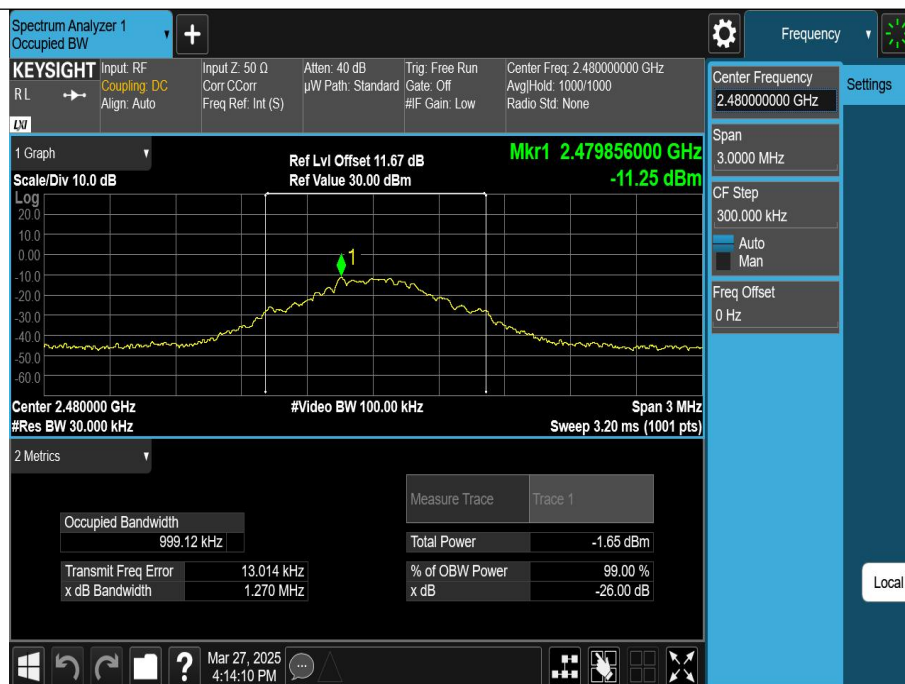 Spectrum Analyzer 1
Occupied BW
Frequency
KEYSIGHT
RL
LXI
Input: RF
Coupling: DC
Align: Auto
Input Z: 50 Ω
Corr CCorr
Freq Ref: Int (S)
Atten: 40 dB
µW Path: Standard
Trig: Free Run
Gate: Off
#IF Gain: Low
Center Freq: 2.480000000 GHz
Avg|Hold: 1000/1000
Radio Std: None
Center Frequency
2.480000000 GHz
Settings
Span
3.0000 MHz
CF Step
300.000 kHz
Auto
Man
Freq Offset
0 Hz
Local
1 Graph
Scale/Div 10.0 dB
Ref Lvl Offset 11.67 dB
Ref Value 30.00 dBm
Mkr1 2.479856000 GHz
-11.25 dBm
Log
20.0
10.0
0.00
-10.0
-20.0
-30.0
-40.0
-50.0
-60.0
1
Center 2.480000 GHz
#Res BW 30.000 kHz
#Video BW 100.00 kHz
Span 3 MHz
Sweep 3.20 ms (1001 pts)
2 Metrics
Measure Trace Trace 1
Occupied Bandwidth
999.12 kHz
Total Power -1.65 dBm
Transmit Freq Error 13.014 kHz
% of OBW Power 99.00 %
x dB Bandwidth 1.270 MHz
x dB -26.00 dB
?
Mar 27, 2025
4:14:10 PM